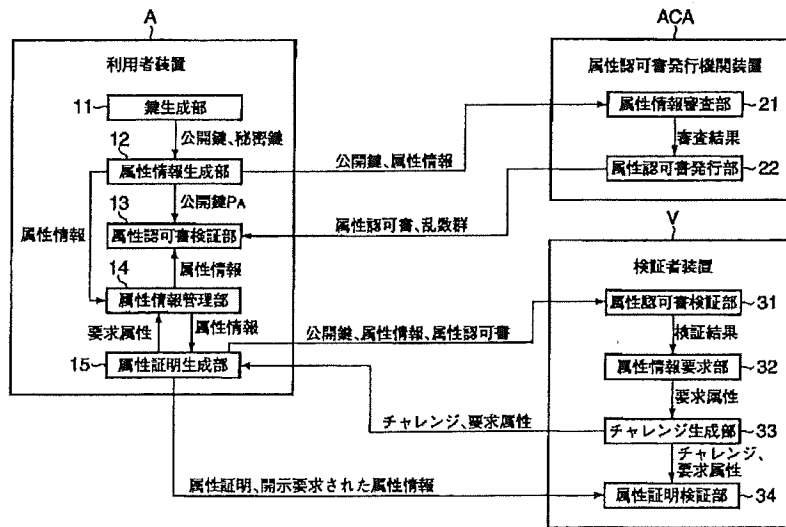 A
ACA
利用者装置
属性認可書発行機関装置
11
鍵生成部
属性情報審査部
21
公開鍵、秘密鍵
審査結果
12
属性情報生成部
公開鍵、属性情報
属性認可書発行部
22
公開鍵PA
13
属性認可書検証部
属性認可書、乱数群
V
属性情報
属性情報
検証者装置
14
属性情報管理部
属性認可書検証部
31
要求属性
属性情報
公開鍵、属性情報、属性認可書
検証結果
15
属性証明生成部
属性情報要求部
32
要求属性
チャレンジ、要求属性
チャレンジ生成部
33
チャレンジ、
要求属性
属性証明、開示要求された属性情報
属性証明検証部
34